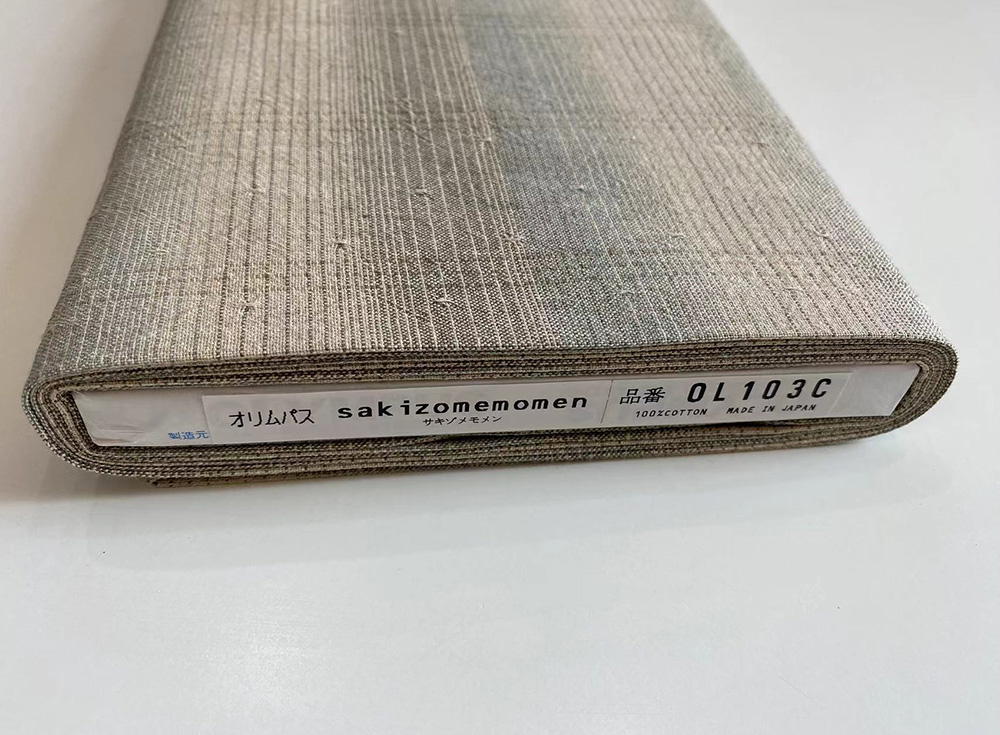 製造元
オリムパス
sakizomemomen
サキゾメモメン
品番 OL103C
100%COTTON MADE IN JAPAN